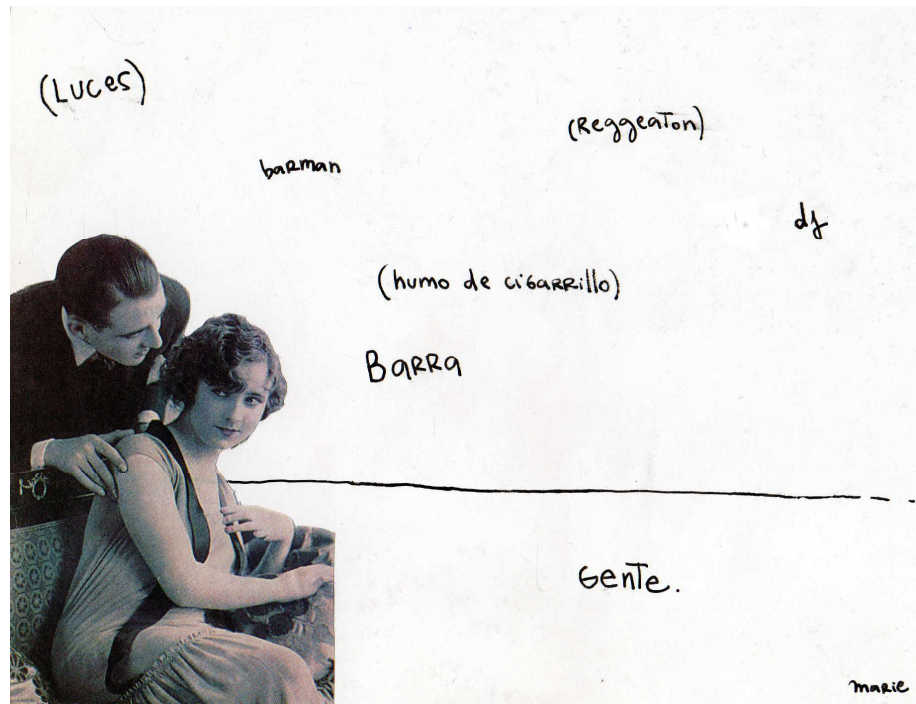 (Luces)
(Reggeaton)
barman
dj
(humo de cigarrillo)
Barra
Gente.
marie